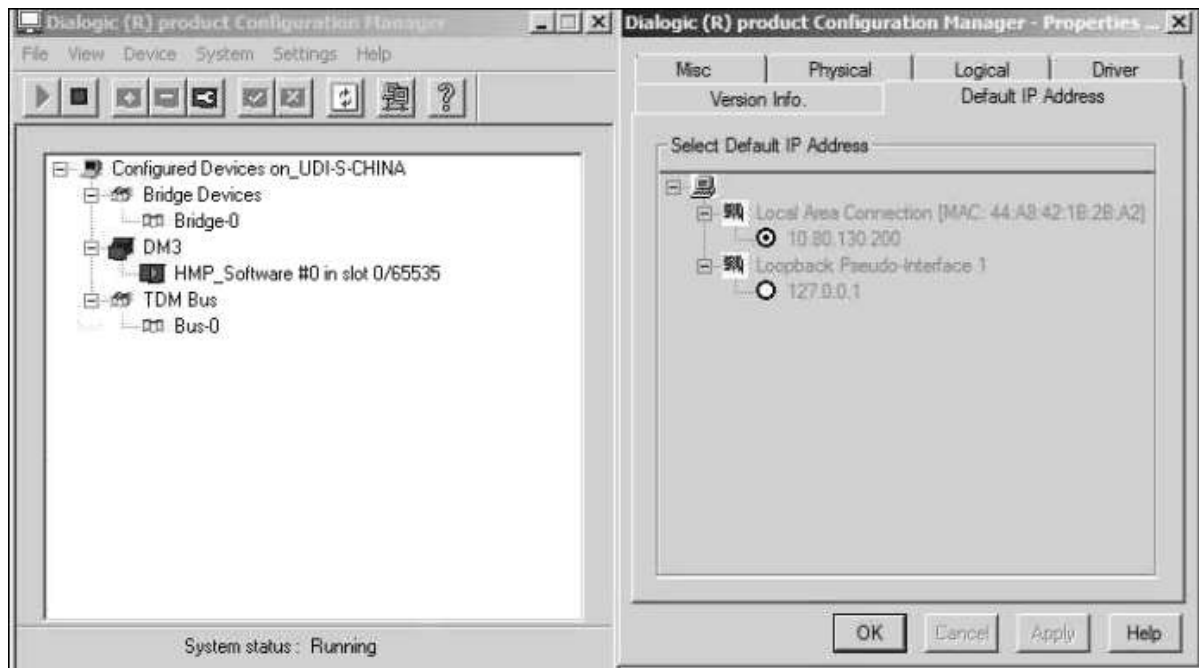 Dialogic (R) product Configuration Manager
File View Device System Settings Help
Configured Devices on_UDI-S-CHINA
Bridge Devices
Bridge-0
DM3
HMP_Software #0 in slot 0/65535
TDM Bus
Bus-0
System status : Running
Dialogic (R) product Configuration Manager - Properties ...
Misc Physical Logical Driver
Version Info. Default IP Address
Select Default IP Address
Local Area Connection [MAC: 44:A8:42:1B:2B:A2]
10.80.130.200
Loopback Pseudo-Interface 1
127.0.0.1
OK Cancel Apply Help